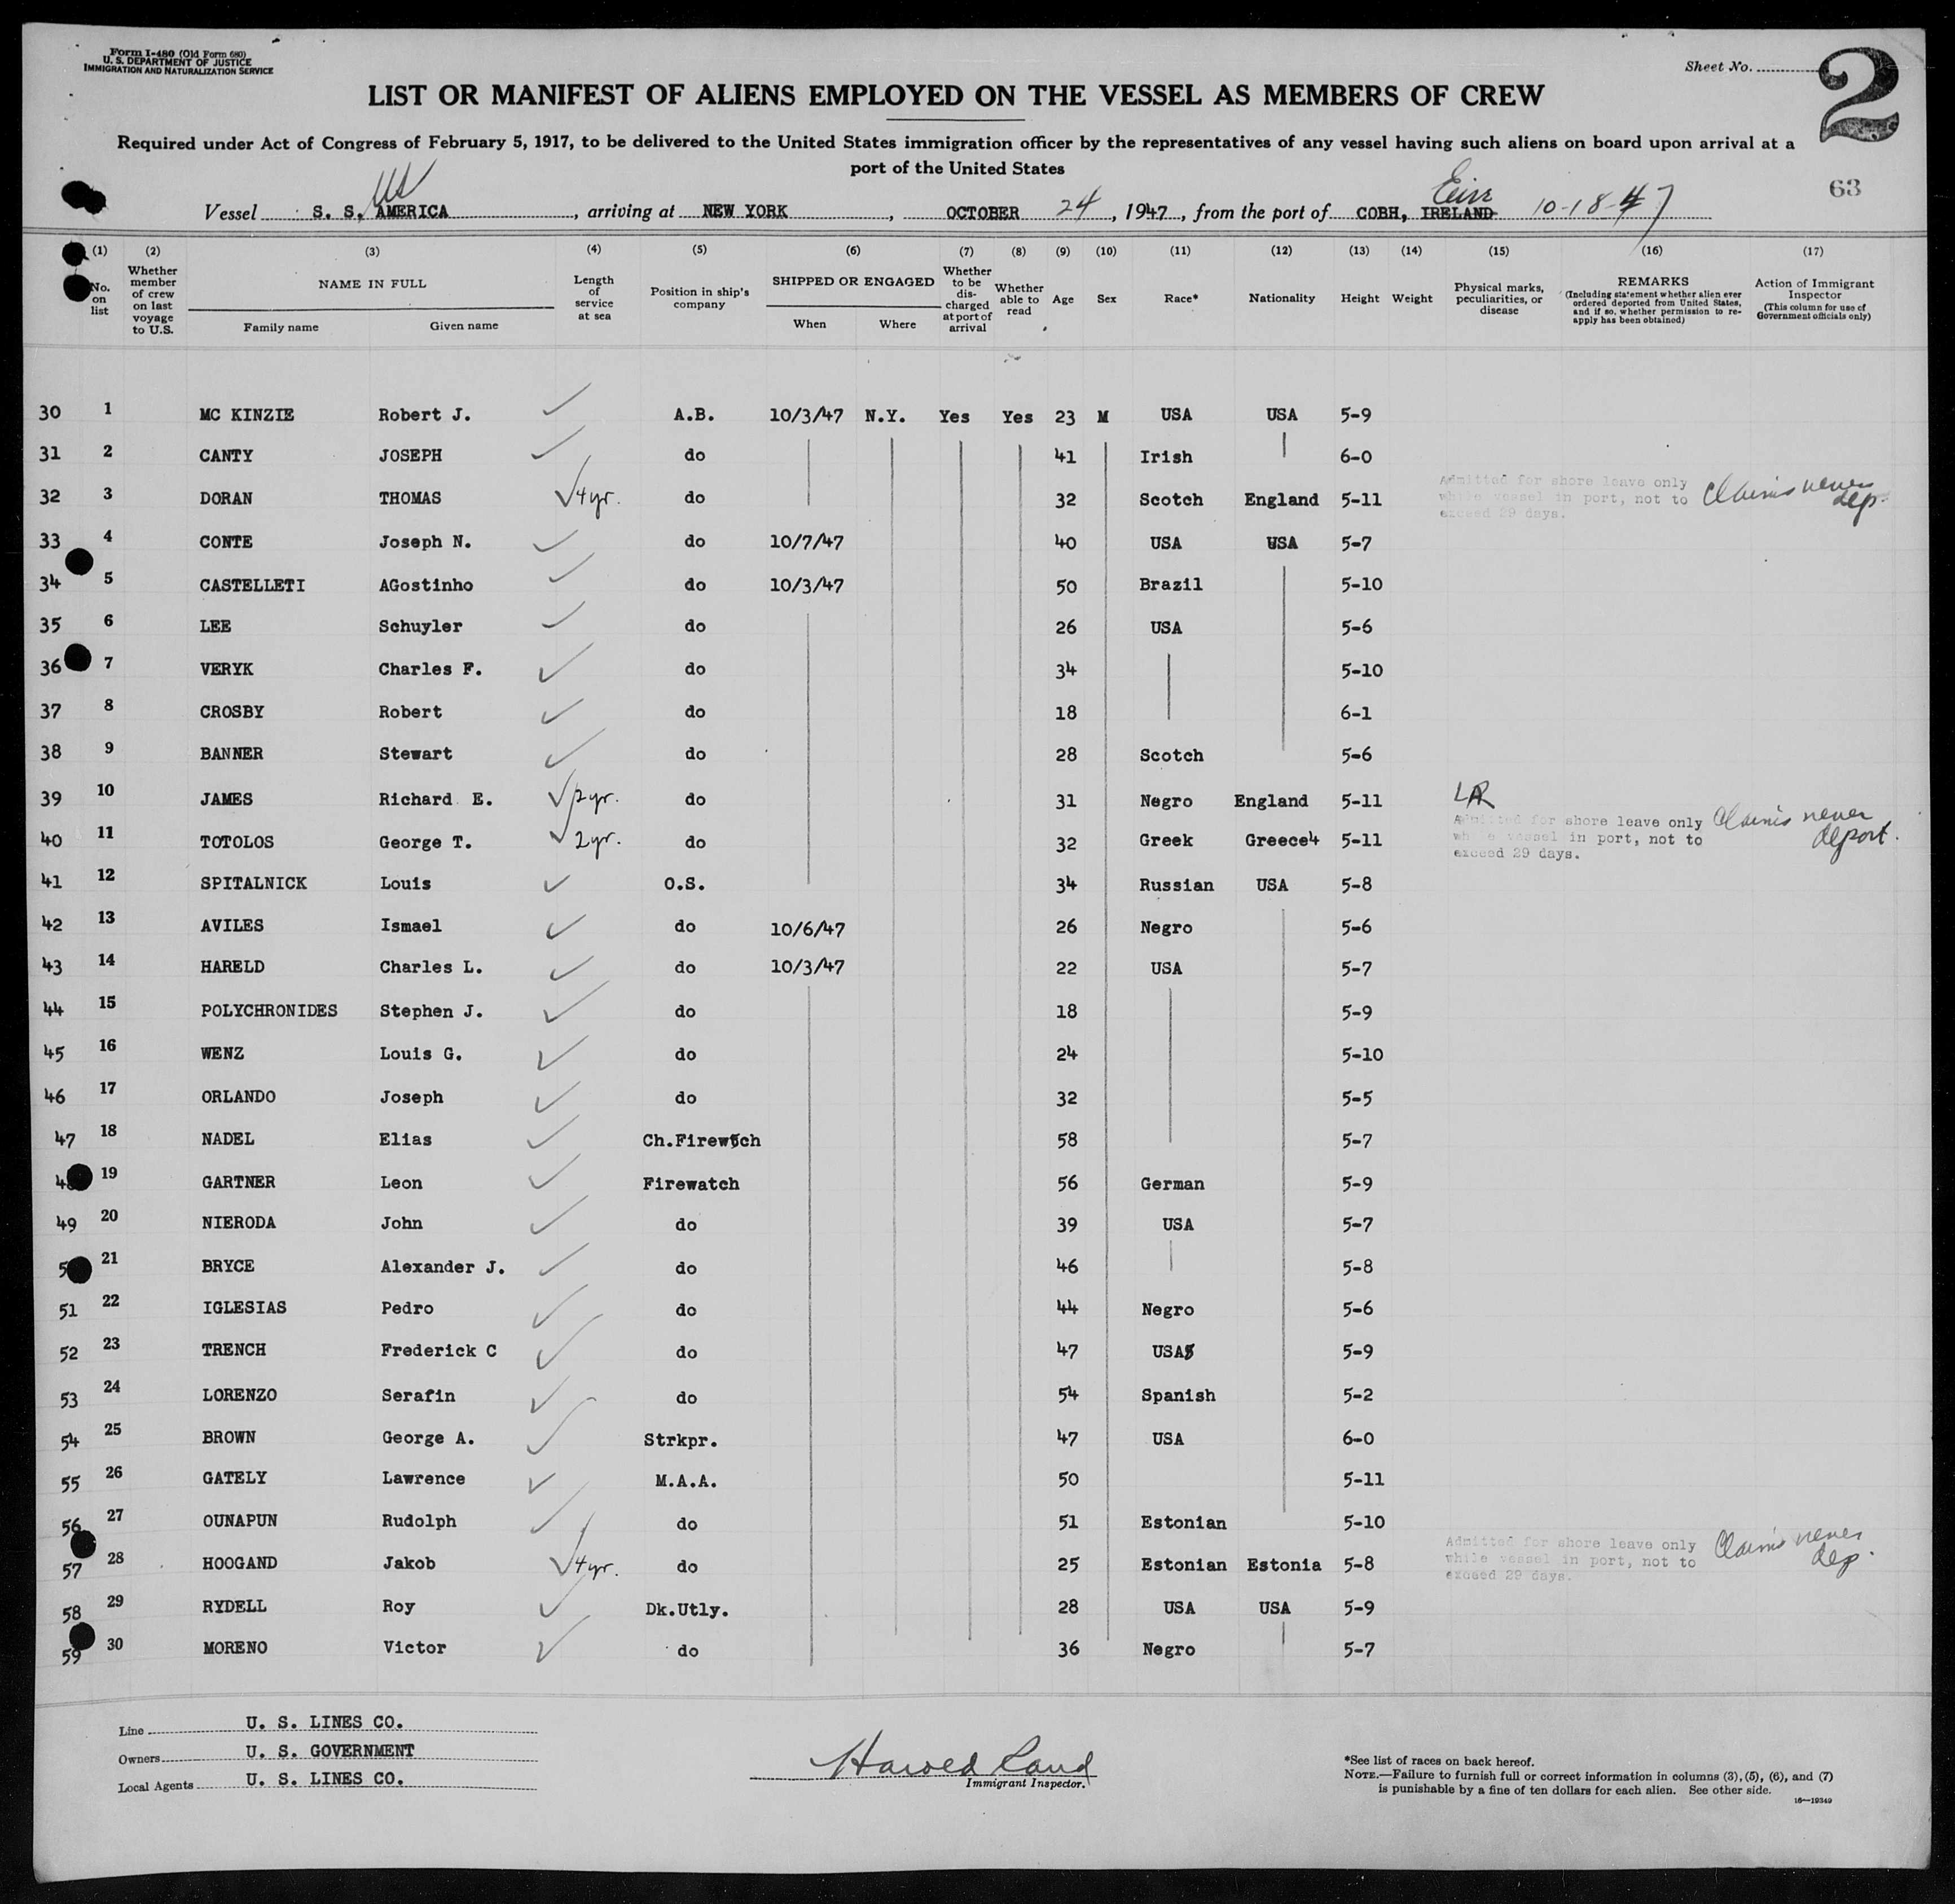 Form I-480 (Old Form 680)
U. S. DEPARTMENT OF JUSTICE
IMMIGRATION AND NATURALIZATION SERVICE
Sheet No. 2
LIST OR MANIFEST OF ALIENS EMPLOYED ON THE VESSEL AS MEMBERS OF CREW
Required under Act of Congress of February 5, 1917, to be delivered to the United States immigration officer by the representatives of any vessel having such aliens on board upon arrival at a
port of the United States
63
US Eire
Vessel S. S. AMERICA, arriving at NEW YORK, OCTOBER 24, 1947, from the port of COBH, IRELAND 10-18-47
(1) (2) (3) (4) (5) (6) (7) (8) (9) (10) (11) (12) (13) (14) (15) (16) (17)
No. on list
Whether member of crew on last voyage to U.S.
NAME IN FULL
Family name Given name
Length of service at sea
Position in ship's company
SHIPPED OR ENGAGED
When Where
Whether to be discharged at port of arrival
Whether able to read
Age
Sex
Race*
Nationality
Height
Weight
Physical marks, peculiarities, or disease
REMARKS
(Including statement whether alien ever ordered deported from United States, and if so, whether permission to reapply has been obtained)
Action of Immigrant Inspector
(This column for use of Government officials only)
30 1 MC KINZIE Robert J. A.B. 10/3/47 N.Y. Yes Yes 23 M USA USA 5-9
31 2 CANTY JOSEPH do 41 Irish 6-0
32 3 DORAN THOMAS 4 yr. do 32 Scotch England 5-11 Admitted for shore leave only while vessel in port, not to exceed 29 days. Claims never dep.
33 4 CONTE Joseph N. do 10/7/47 40 USA USA 5-7
34 5 CASTELLETI AGostinho do 10/3/47 50 Brazil 5-10
35 6 LEE Schuyler do 26 USA 5-6
36 7 VERYK Charles F. do 34 5-10
37 8 CROSBY Robert do 18 6-1
38 9 BANNER Stewart do 28 Scotch 5-6
39 10 JAMES Richard E. 2 yr. do 31 Negro England 5-11 LR
40 11 TOTOLOS George T. 2 yr. do 32 Greek Greece4 5-11 Admitted for shore leave only while vessel in port, not to exceed 29 days. Claims never deport.
41 12 SPITALNICK Louis O.S. 34 Russian USA 5-8
42 13 AVILES Ismael do 10/6/47 26 Negro 5-6
43 14 HARELD Charles L. do 10/3/47 22 USA 5-7
44 15 POLYCHRONIDES Stephen J. do 18 5-9
45 16 WENZ Louis G. do 24 5-10
46 17 ORLANDO Joseph do 32 5-5
47 18 NADEL Elias Ch.Firewtch 58 5-7
19 GARTNER Leon Firewatch 56 German 5-9
49 20 NIERODA John do 39 USA 5-7
21 BRYCE Alexander J. do 46 5-8
51 22 IGLESIAS Pedro do 44 Negro 5-6
52 23 TRENCH Frederick C do 47 USA 5-9
53 24 LORENZO Serafin do 54 Spanish 5-2
54 25 BROWN George A. Strkpr. 47 USA 6-0
55 26 GATELY Lawrence M.A.A. 50 5-11
56 27 OUNAPUN Rudolph do 51 Estonian 5-10
57 28 HOOGAND Jakob 4 yr. do 25 Estonian Estonia 5-8 Admitted for shore leave only while vessel in port, not to exceed 29 days. Claims never dep.
58 29 RYDELL Roy Dk.Utly. 28 USA USA 5-9
59 30 MORENO Victor do 36 Negro 5-7
Line U. S. LINES CO.
Owners U. S. GOVERNMENT
Local Agents U. S. LINES CO.
Harold Rand
Immigrant Inspector.
*See list of races on back hereof.
NOTE.—Failure to furnish full or correct information in columns (3), (5), (6), and (7)
is punishable by a fine of ten dollars for each alien. See other side.
16—19349